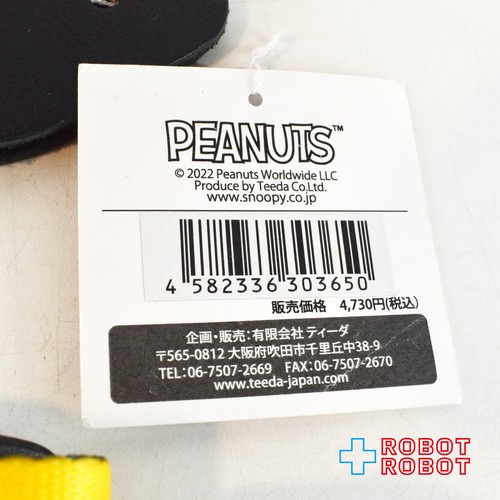 PEANUTS™
© 2022 Peanuts Worldwide LLC
Produce by Teeda Co.Ltd.
www.snoopy.co.jp
4 582336 303650
販売価格 4,730円(税込)
企画・販売:有限会社 ティーダ
〒565-0812 大阪府吹田市千里丘中38-9
TEL:06-7507-2669 FAX:06-7507-2670
www.teeda-japan.com
ROBOT
ROBOT